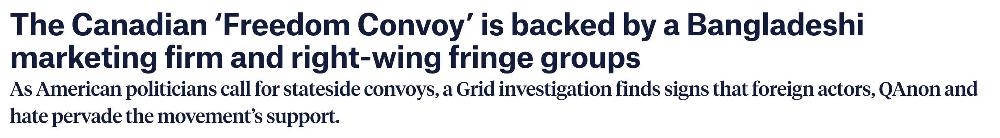 The Canadian ‘Freedom Convoy’ is backed by a Bangladeshi
marketing firm and right-wing fringe groups
As American politicians call for stateside convoys, a Grid investigation finds signs that foreign actors, QAnon and
hate pervade the movement’s support.